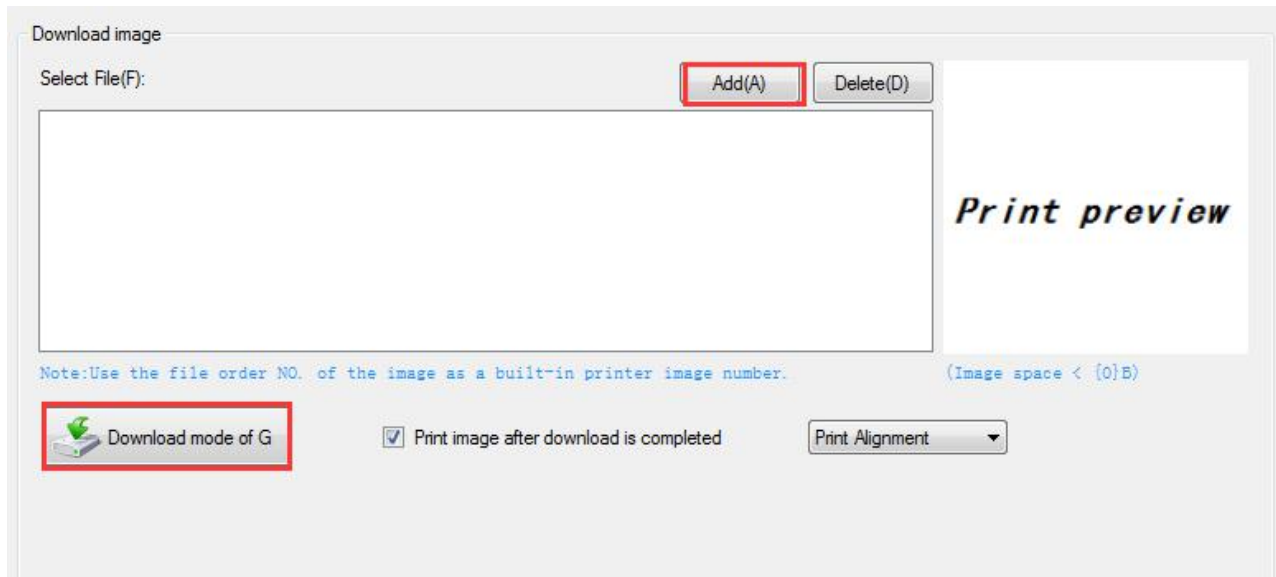 Download image
Select File(F):
Add(A)
Delete(D)
Print preview
Note:Use the file order NO. of the image as a built-in printer image number.
(Image space < {0}B)
Download mode of G
Print image after download is completed
Print Alignment